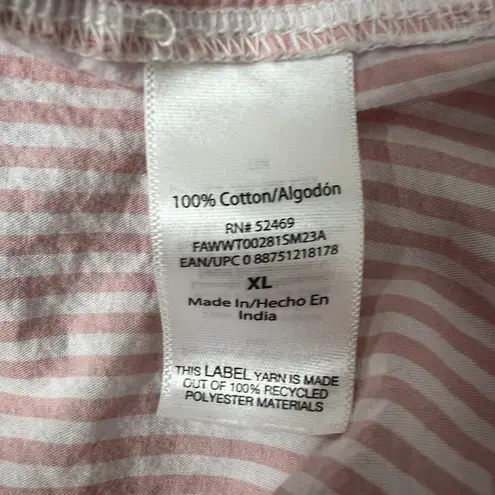 100% Cotton/Algodón
RN# 52469
FAWWT00281SM23A
EAN/UPC 0 88751218178
XL
Made In/Hecho En
India
THIS LABEL YARN IS MADE
OUT OF 100% RECYCLED
POLYESTER MATERIALS